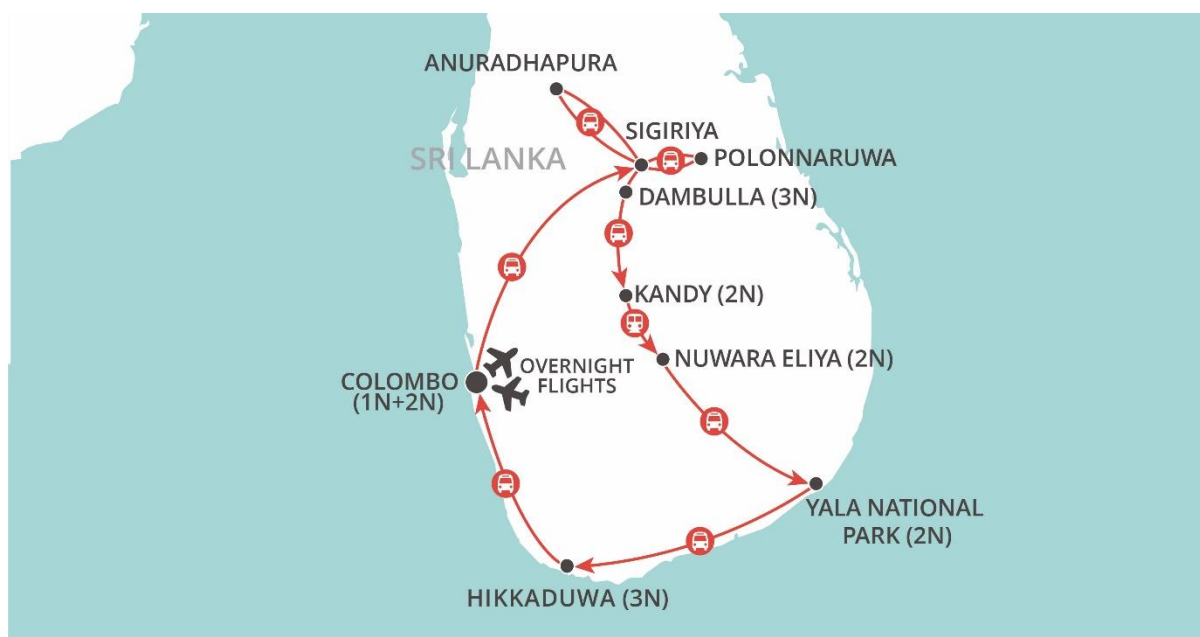 ANURADHAPURA
SIGIRIYA
SRI LANKA
POLONNARUWA
DAMBULLA (3N)
KANDY (2N)
NUWARA ELIYA (2N)
OVERNIGHT
FLIGHTS
COLOMBO
(1N+2N)
YALA NATIONAL
PARK (2N)
HIKKADUWA (3N)